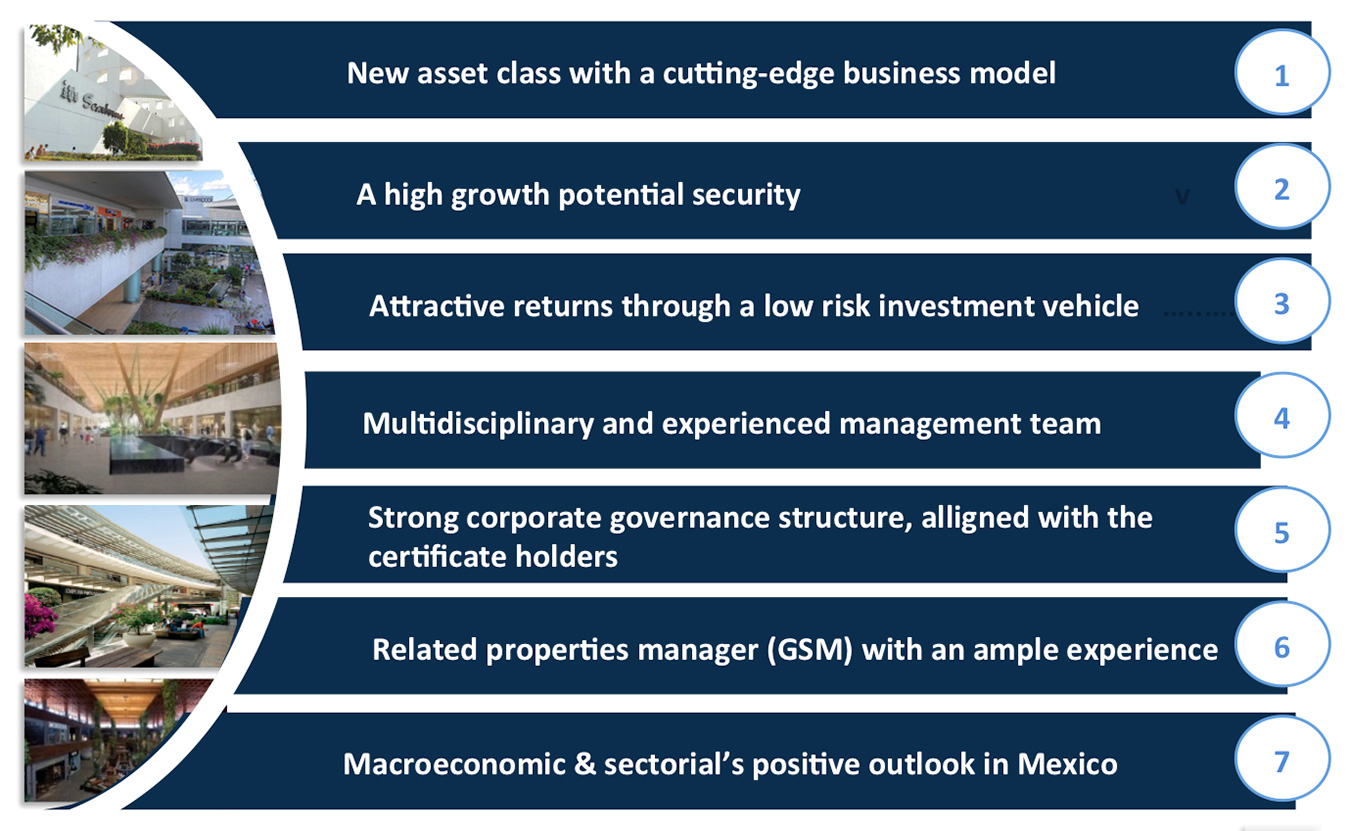 New asset class with a cutting-edge business model
1
A high growth potential security
v
2
Attractive returns through a low risk investment vehicle ..........
3
Multidisciplinary and experienced management team
4
Strong corporate governance structure, alligned with the
certificate holders
5
Related properties manager (GSM) with an ample experience
6
Macroeconomic & sectorial’s positive outlook in Mexico
7